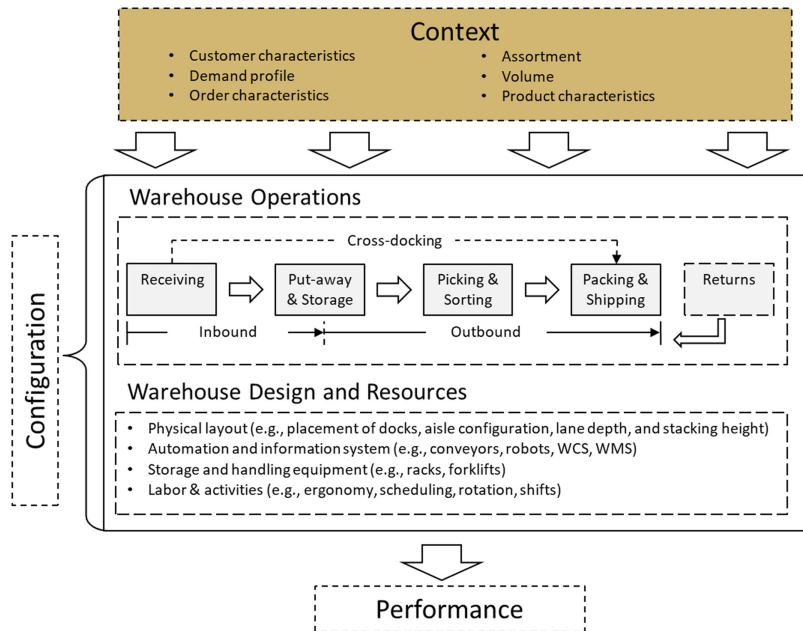 Context
• Customer characteristics
• Demand profile
• Order characteristics
• Assortment
• Volume
• Product characteristics
Configuration
Warehouse Operations
Cross-docking
Receiving
Put-away
& Storage
Picking &
Sorting
Packing &
Shipping
Returns
Inbound
Outbound
Warehouse Design and Resources
• Physical layout (e.g., placement of docks, aisle configuration, lane depth, and stacking height)
• Automation and information system (e.g., conveyors, robots, WCS, WMS)
• Storage and handling equipment (e.g., racks, forklifts)
• Labor & activities (e.g., ergonomy, scheduling, rotation, shifts)
Performance